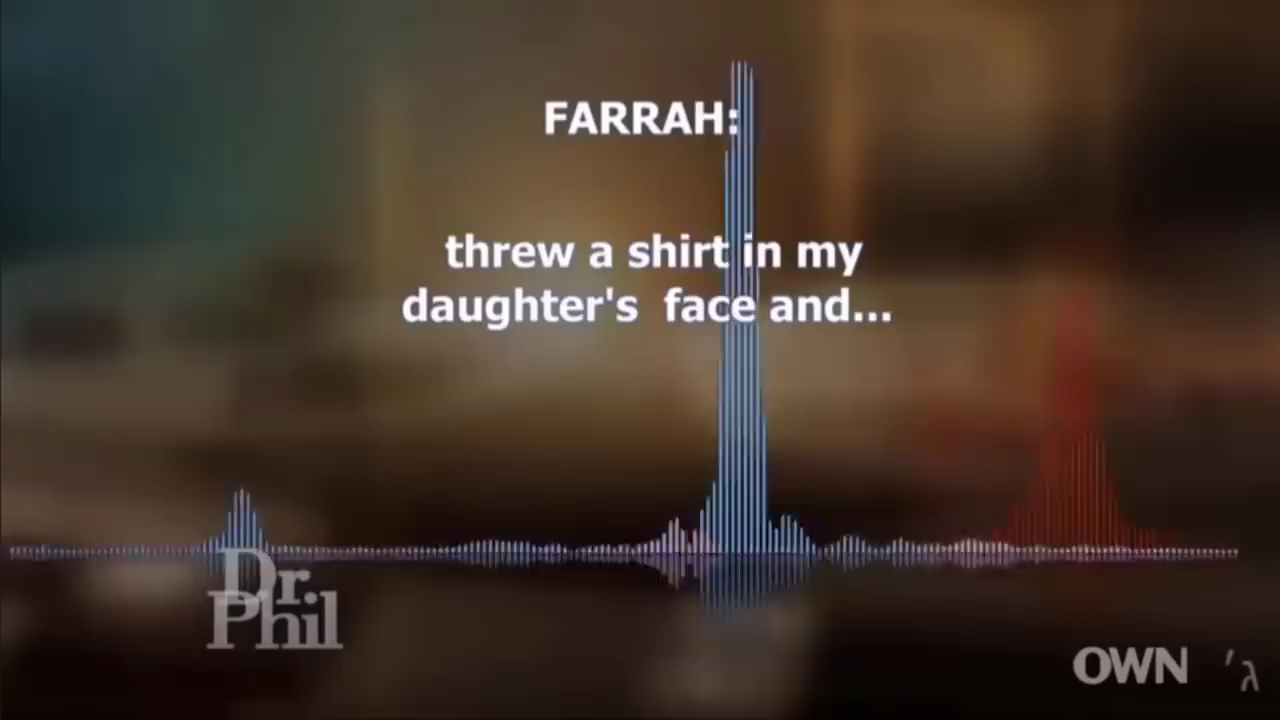 FARRAH:
threw a shirt in my
daughter's  face and...
Dr.
Phil
OWN
ג'